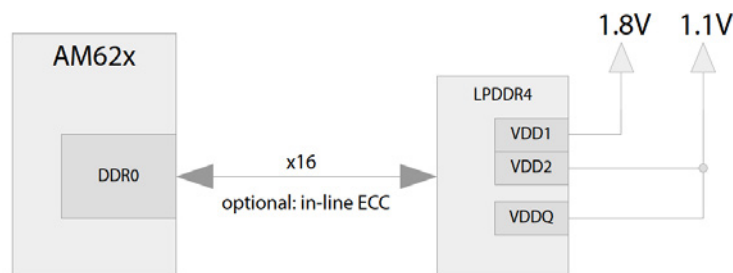 1.8V 1.1V
AM62x
LPDDR4
VDD1
DDR0
x16
VDD2
optional: in-line ECC
VDDQ